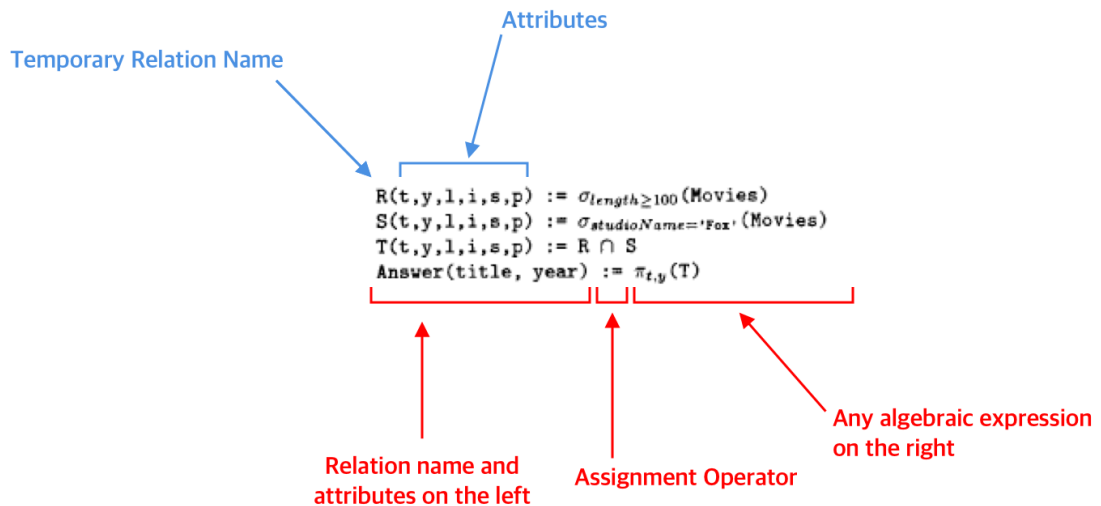 Attributes
Temporary Relation Name
R(t,y,l,i,s,p) := σlength≥100(Movies)
S(t,y,l,i,s,p) := σstudioName='Fox'(Movies)
T(t,y,l,i,s,p) := R ∩ S
Answer(title, year) := πt,y(T)
Any algebraic expression
on the right
Relation name and
attributes on the left
Assignment Operator